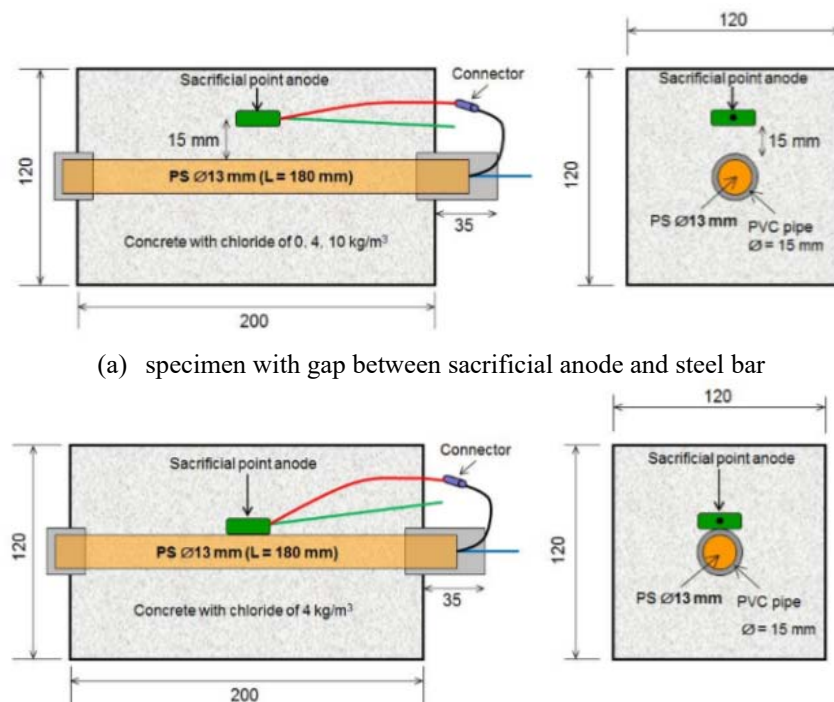 120
Sacrificial point anode
Connector
15 mm
120
PS Ø13 mm (L = 180 mm)
35
Concrete with chloride of 0, 4, 10 kg/m³
200
120
Sacrificial point anode
15 mm
120
PS Ø13 mm
PVC pipe
Ø = 15 mm
(a) specimen with gap between sacrificial anode and steel bar
Sacrificial point anode
Connector
120
PS Ø13 mm (L = 180 mm)
35
Concrete with chloride of 4 kg/m³
200
120
Sacrificial point anode
120
PS Ø13 mm
PVC pipe
Ø = 15 mm